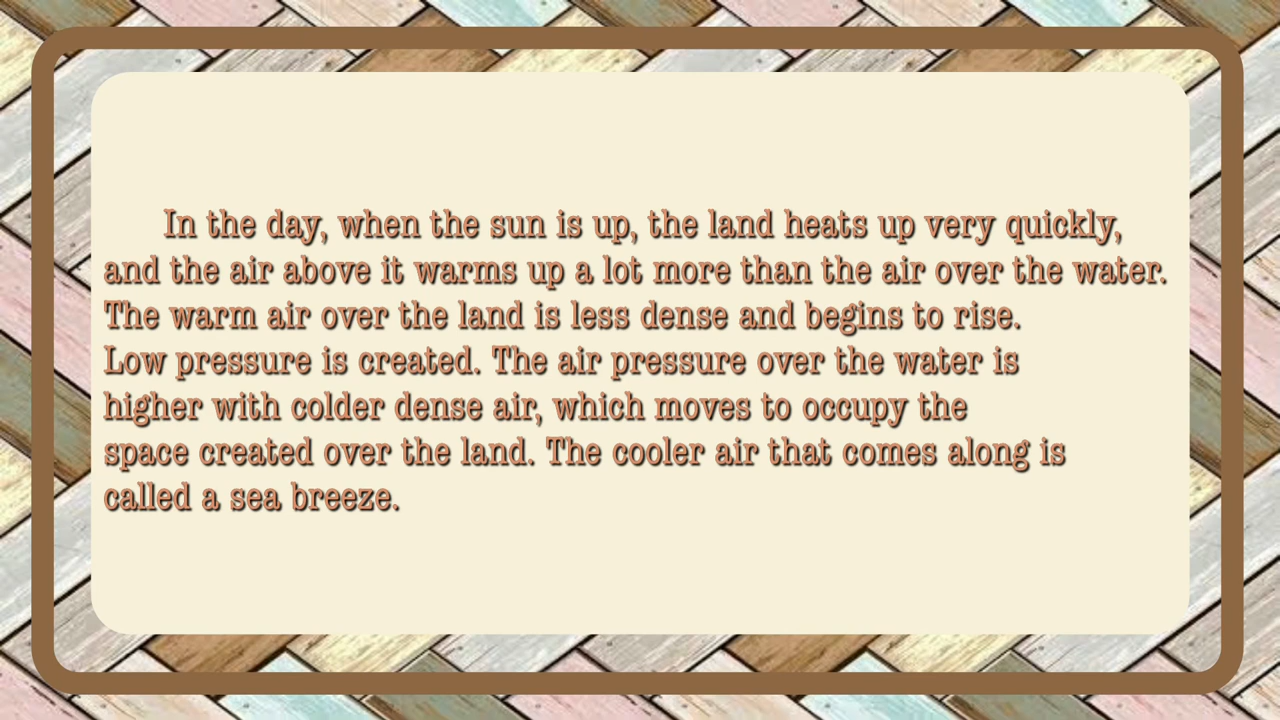 In the day, when the sun is up, the land heats up very quickly,
and the air above it warms up a lot more than the air over the water.
The warm air over the land is less dense and begins to rise.
Low pressure is created. The air pressure over the water is
higher with colder dense air, which moves to occupy the
space created over the land. The cooler air that comes along is
called a sea breeze.